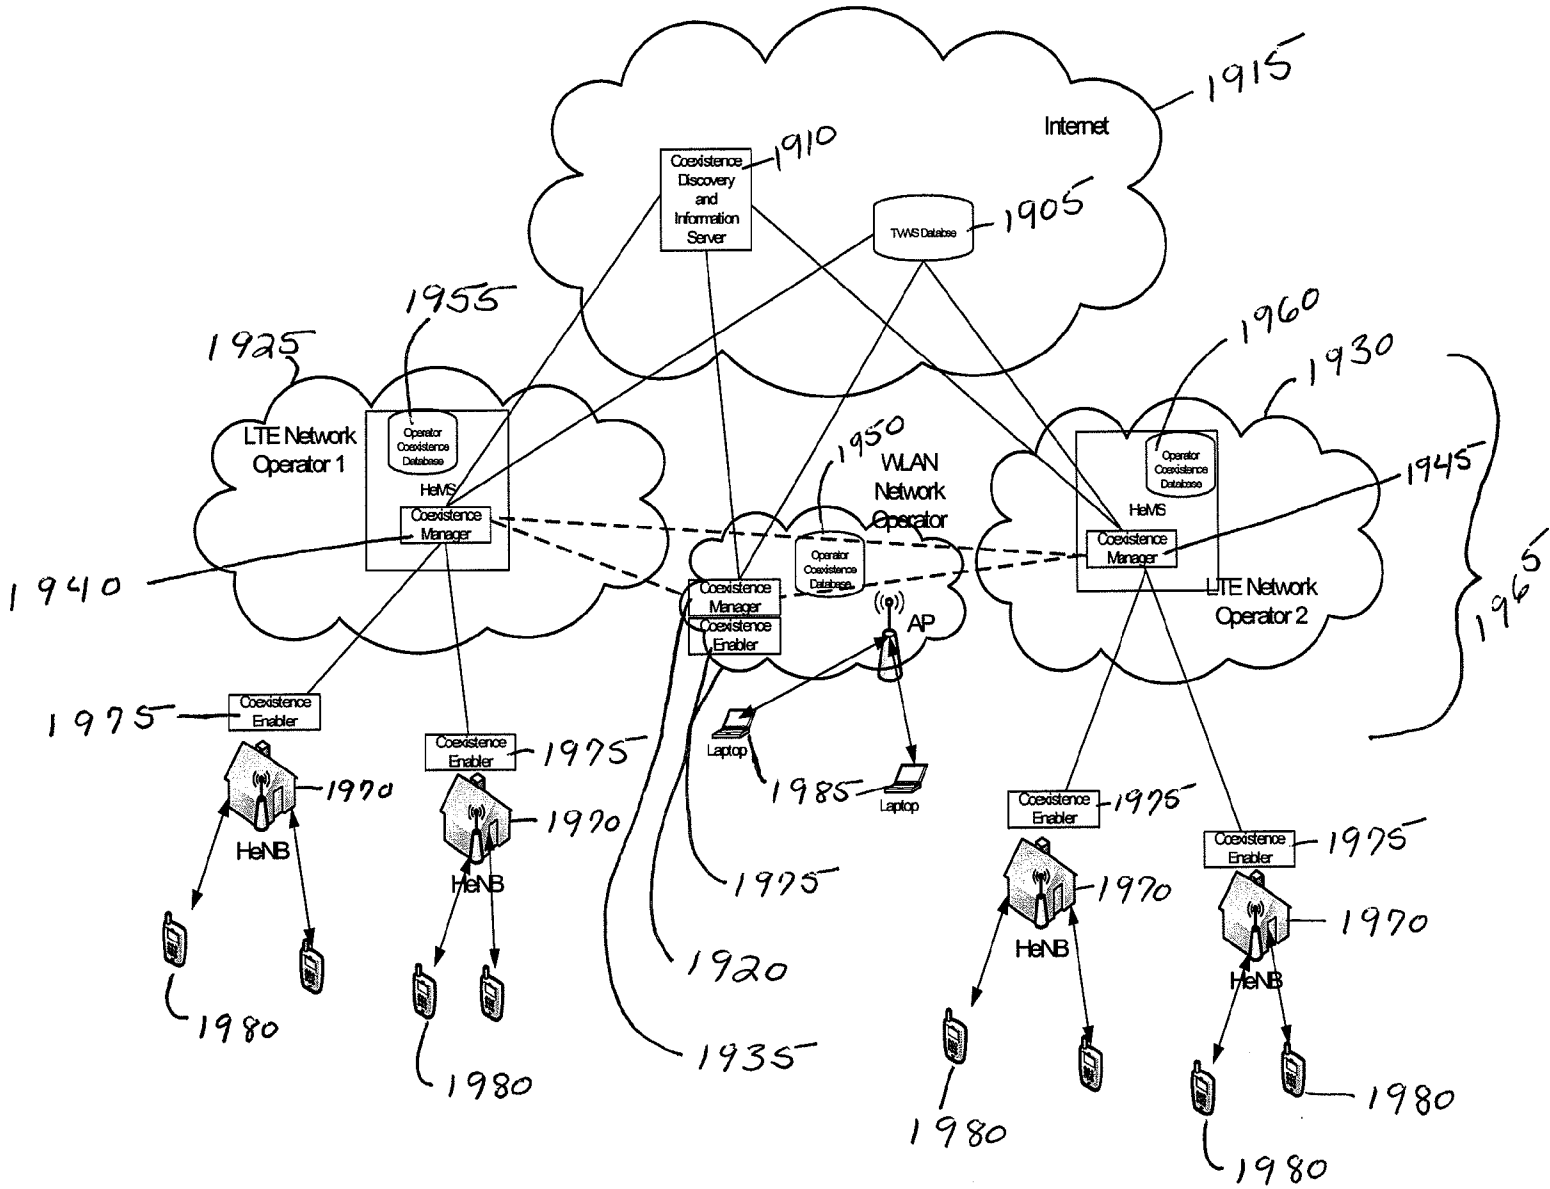 1915
Internet
1910
Coexistence
Discovery
and
Information
Server
1905
TVWS Databse
1955
1925
1960
1930
LTE Network
Operator 1
Operator
Coexistence
Database
HeMS
Coexistence
Manager
1940
1950
WLAN
Network
Operator
Operator
Coexistence
Database
Coexistence
Manager
Coexistence
Enabler
AP
Operator
Coexistence
Database
HeMS
1945
Coexistence
Manager
LTE Network
Operator 2
1965
1975
Coexistence
Enabler
1970
HeNB
Coexistence
Enabler
1975
1970
HeNB
Laptop
1985
Laptop
Coexistence
Enabler
1975
1970
HeNB
Coexistence
Enabler
1975
1970
HeNB
1975
1920
1935
1980
1980
1980
1980
1980